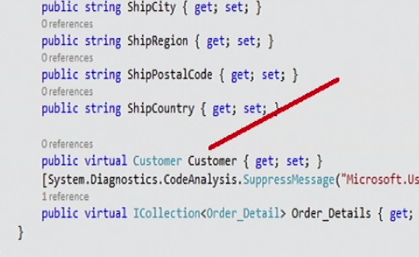 public string ShipCity { get; set; }
0 references
public string ShipRegion { get; set; }
0 references
public string ShipPostalCode { get; set; }
0 references
public string ShipCountry { get; set; }
0 references
public virtual Customer Customer { get; set; }
[System.Diagnostics.CodeAnalysis.SuppressMessage("Microsoft.Us
1 reference
public virtual ICollection<Order_Detail> Order_Details { get;
}